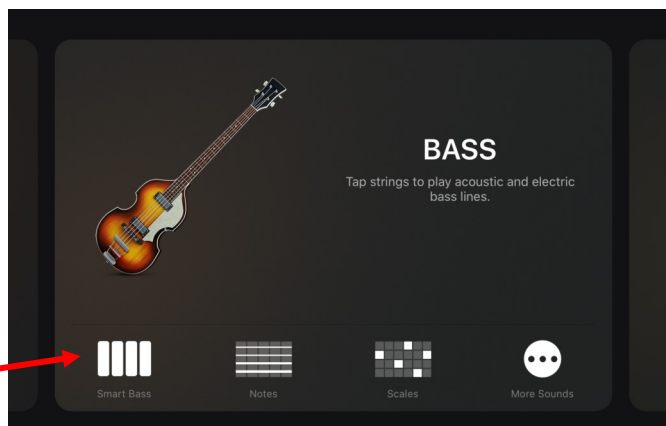 BASS
Tap strings to play acoustic and electric
bass lines.
Smart Bass
Notes
Scales
More Sounds